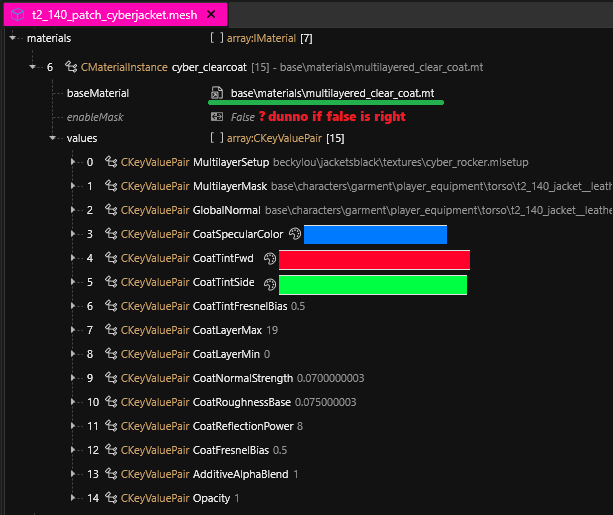 t2_140_patch_cyberjacket.mesh ×
materials [ ] array:IMaterial [7]
6 CMaterialInstance cyber_clearcoat [15] - base\materials\multilayered_clear_coat.mt
baseMaterial base\materials\multilayered_clear_coat.mt
enableMask False ? dunno if false is right
values [ ] array:CKeyValuePair [15]
0 CKeyValuePair MultilayerSetup beckylou\jacketsblack\textures\cyber_rocker.mlsetup
1 CKeyValuePair MultilayerMask base\characters\garment\player_equipment\torso\t2_140_jacket__leathe
2 CKeyValuePair GlobalNormal base\characters\garment\player_equipment\torso\t2_140_jacket__leather
3 CKeyValuePair CoatSpecularColor
4 CKeyValuePair CoatTintFwd
5 CKeyValuePair CoatTintSide
6 CKeyValuePair CoatTintFresnelBias 0.5
7 CKeyValuePair CoatLayerMax 19
8 CKeyValuePair CoatLayerMin 0
9 CKeyValuePair CoatNormalStrength 0.0700000003
10 CKeyValuePair CoatRoughnessBase 0.075000003
11 CKeyValuePair CoatReflectionPower 8
12 CKeyValuePair CoatFresnelBias 0.5
13 CKeyValuePair AdditiveAlphaBlend 1
14 CKeyValuePair Opacity 1